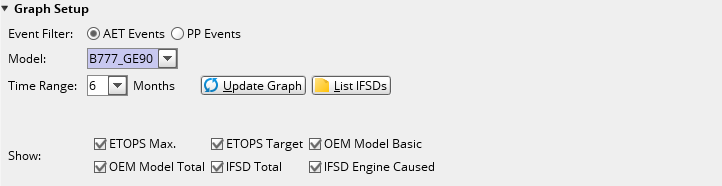 Graph Setup
Event Filter: AET Events PP Events
Model: B777_GE90
Time Range: 6 Months Update Graph List IFSDs
ETOPS Max. ETOPS Target OEM Model Basic
Show:
OEM Model Total IFSD Total IFSD Engine Caused